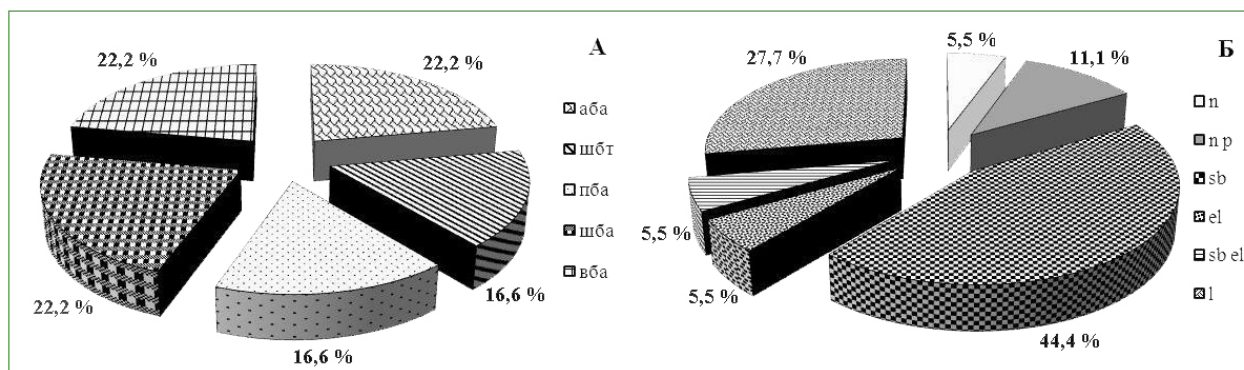 22,2 %
22,2 %
А
16,6 %
16,6 %
22,2 %
аба
шбт
пба
шба
вба
5,5 %
Б
11,1%
27,7 %
5,5 %
5,5 %
44,4 %
n
n p
sb
el
sb el
l